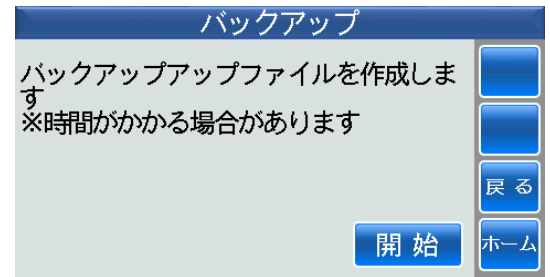 バックアップ
バックアップアップファイルを作成しま
す
※時間がかかる場合があります
戻 る
開 始
ホーム